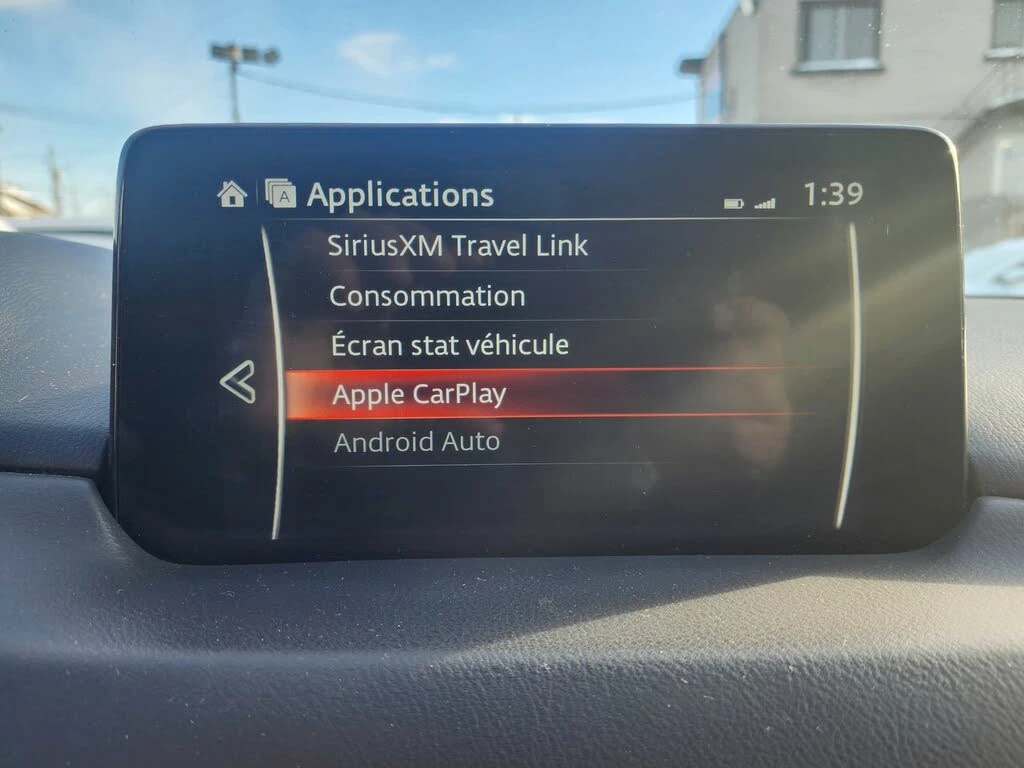 Applications
1:39
SiriusXM Travel Link
Consommation
Écran stat véhicule
Apple CarPlay
Android Auto